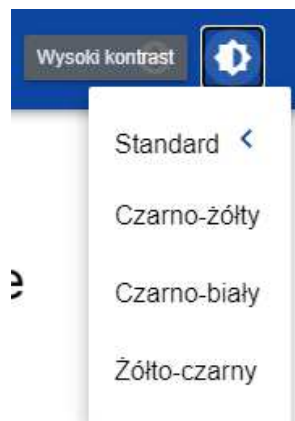 Wysoki kontrast
Standard
Czarno-żółty
e
Czarno-biały
Żółto-czarny